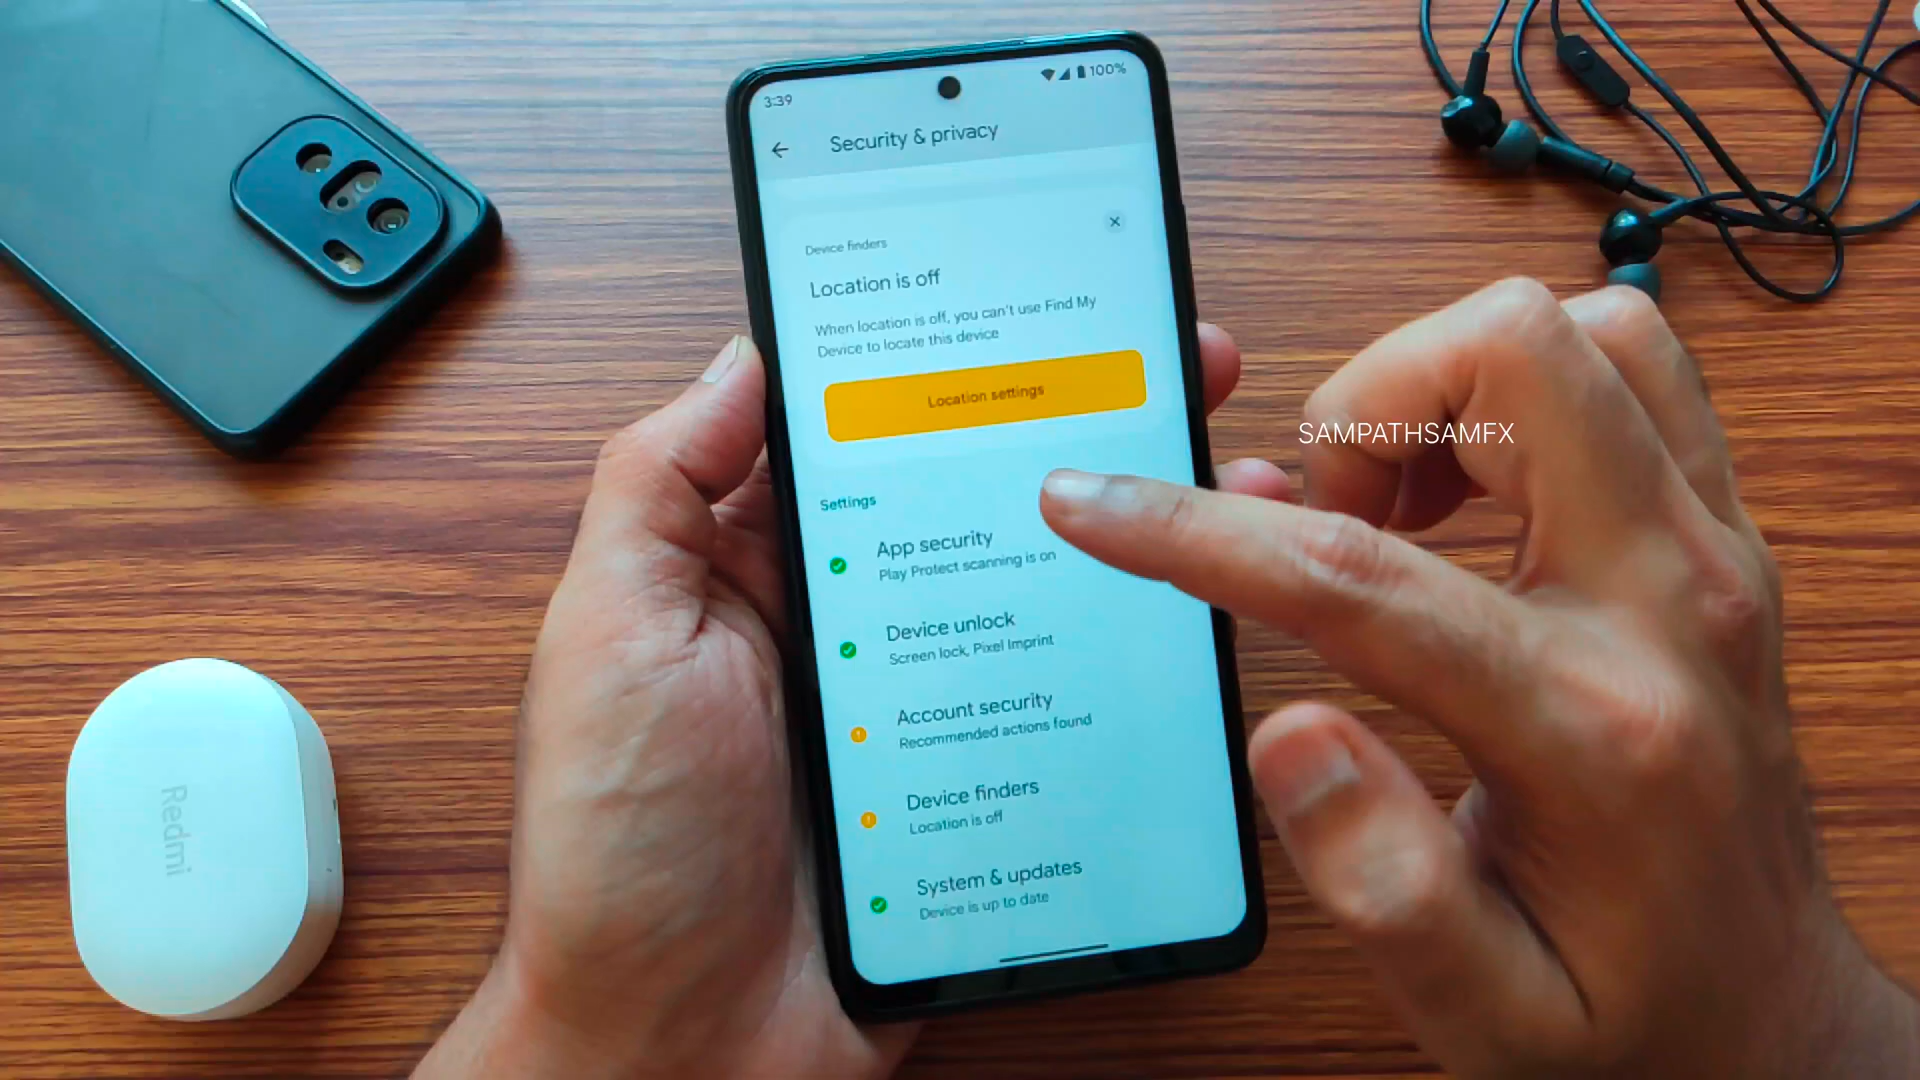 3:39
100%
Security & privacy
Device finders
Location is off
When location is off, you can't use Find My
Device to locate this device
Location settings
Settings
App security
Play Protect scanning is on
Device unlock
Screen lock, Pixel Imprint
Account security
Recommended actions found
Device finders
Location is off
System & updates
Device is up to date
SAMPATHSAMFX
Redmi